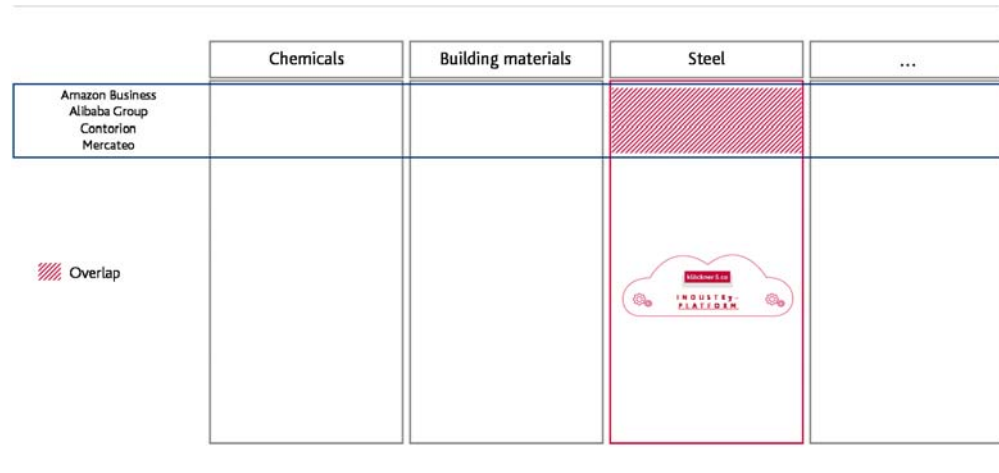 Chemicals
Building materials
Steel
...
Amazon Business
Alibaba Group
Contorion
Mercateo
Overlap
klöckner & co
INDUSTRY-
PLATFORM